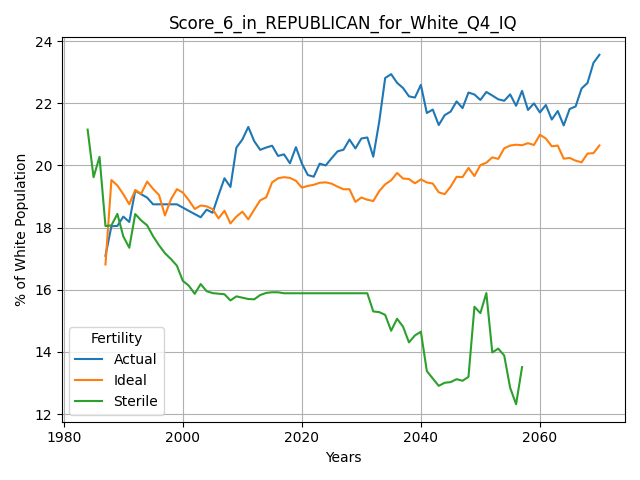 Score_6_in_REPUBLICAN_for_White_Q4_IQ
% of White Population
24
22
20
18
16
14
12
Fertility
Actual
Ideal
Sterile
1980
2000
2020
2040
2060
Years